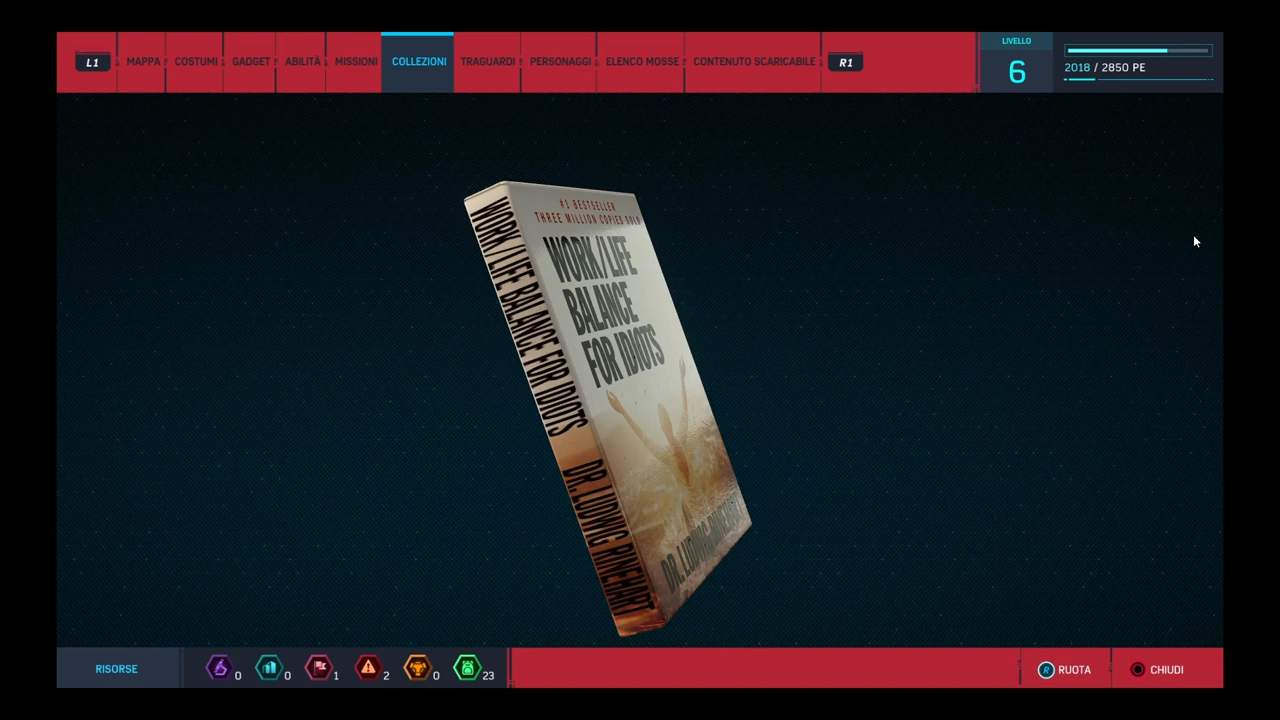 LIVELLO
L1 MAPPA COSTUMI GADGET ABILITÀ MISSIONI COLLEZIONI TRAGUARDI PERSONAGGI ELENCO MOSSE CONTENUTO SCARICABILE R1
6
2018 / 2850 PE
#1 BESTSELLER
THREE MILLION COPIES SOLD
WORK/LIFE
BALANCE
FOR IDIOTS
DR. LUDWIG RINEHART
WORK/LIFE BALANCE FOR IDIOTS DR. LUDWIG RINEHART
RISORSE 0 0 1 2 0 23 R RUOTA CHIUDI